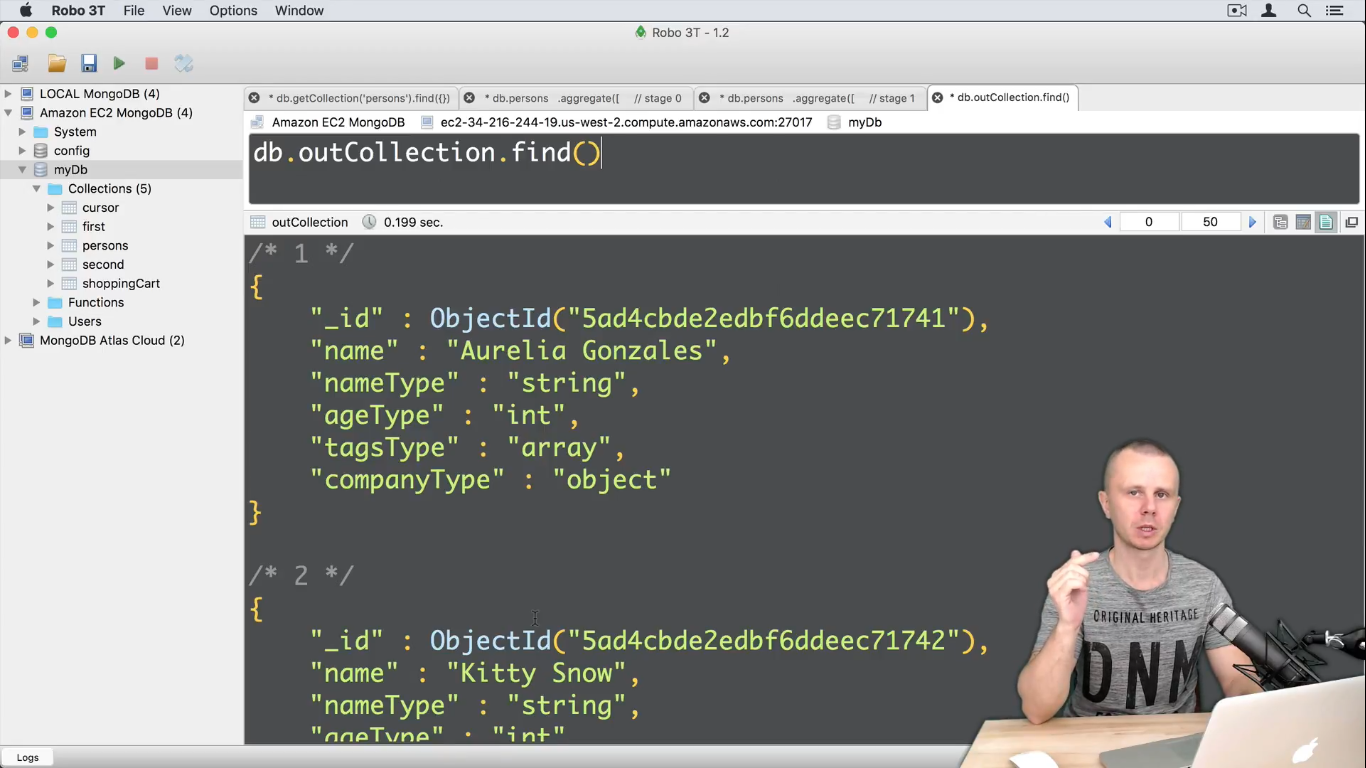 Robo 3T File View Options Window
Robo 3T - 1.2
LOCAL MongoDB (4)
Amazon EC2 MongoDB (4)
System
config
myDb
Collections (5)
cursor
first
persons
second
shoppingCart
Functions
Users
MongoDB Atlas Cloud (2)
* db.getCollection('persons').find({}) * db.persons .aggregate([ // stage 0 * db.persons .aggregate([ // stage 1 * db.outCollection.find()
Amazon EC2 MongoDB ec2-34-216-244-19.us-west-2.compute.amazonaws.com:27017 myDb
db.outCollection.find()
outCollection 0.199 sec. 0 50
/* 1 */
{
"_id" : ObjectId("5ad4cbde2edbf6ddeec71741"),
"name" : "Aurelia Gonzales",
"nameType" : "string",
"ageType" : "int",
"tagsType" : "array",
"companyType" : "object"
}
/* 2 */
{
"_id" : ObjectId("5ad4cbde2edbf6ddeec71742"),
"name" : "Kitty Snow",
"nameType" : "string",
"ageType" : "int"
ORIGINAL HERITAGE
DNM
Logs